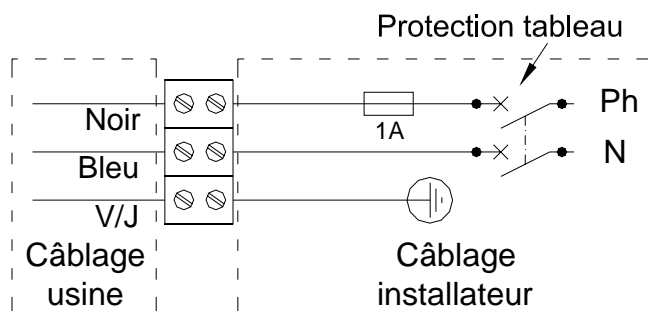 Protection tableau
Noir
1A
Ph
Bleu
N
V/J
Câblage
usine
Câblage
installateur